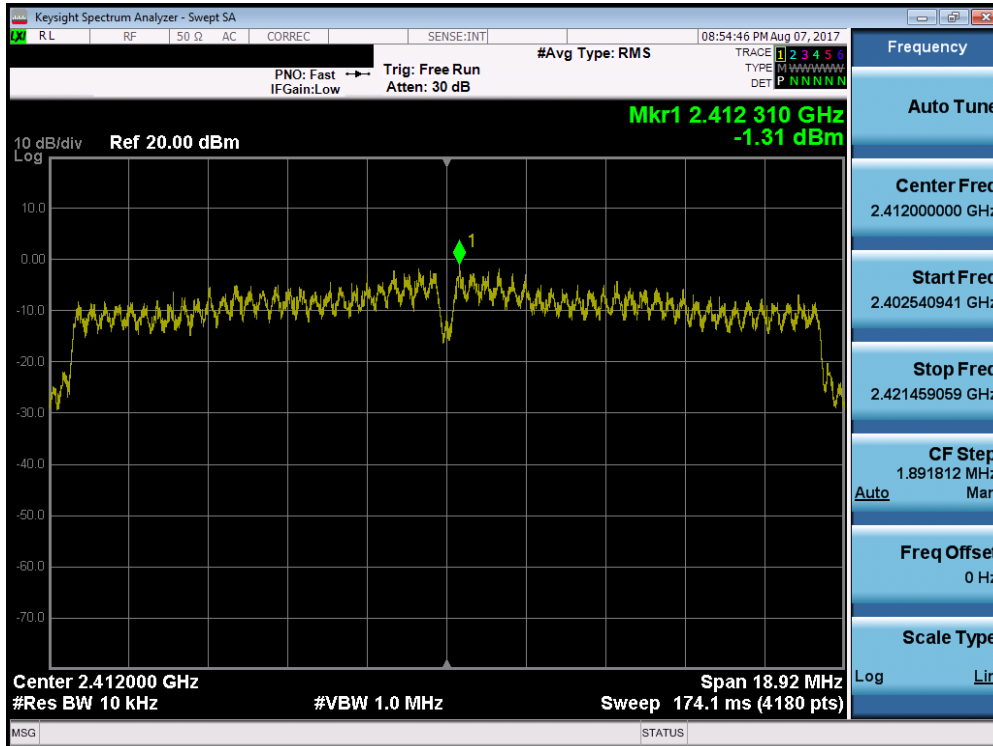 Keysight Spectrum Analyzer - Swept SA
LXI RL RF 50 Ω AC CORREC SENSE:INT 08:54:46 PM Aug 07, 2017
Frequency
#Avg Type: RMS
TRACE 1 2 3 4 5 6
PNO: Fast Trig: Free Run
TYPE M WWWWW
IFGain:Low Atten: 30 dB
DET P N N N N N
Auto Tune
Mkr1 2.412 310 GHz
-1.31 dBm
10 dB/div Ref 20.00 dBm
Log
10.0
0.00
-10.0
-20.0
-30.0
-40.0
-50.0
-60.0
-70.0
1
Center Freq
2.412000000 GHz
Start Freq
2.402540941 GHz
Stop Freq
2.421459059 GHz
CF Step
1.891812 MHz
Auto Man
Freq Offset
0 Hz
Scale Type
Log Lin
Center 2.412000 GHz Span 18.92 MHz
#Res BW 10 kHz #VBW 1.0 MHz Sweep 174.1 ms (4180 pts)
MSG STATUS